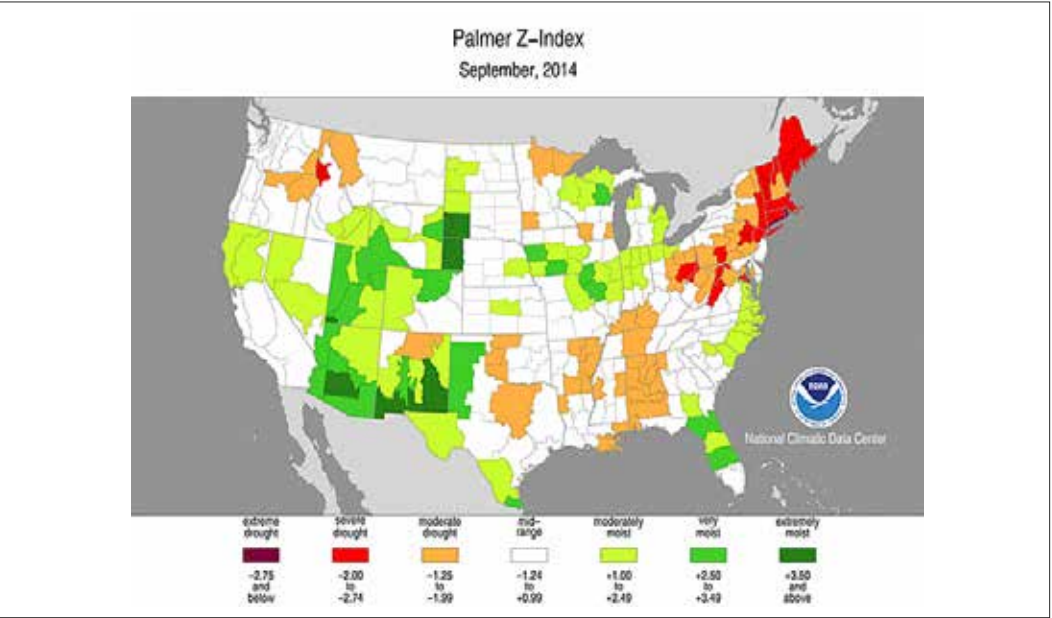 Palmer Z–Index
September, 2014
noaa
National Climatic Data Center
extreme drought
severe drought
moderate drought
mid-range
moderately moist
very moist
extremely moist
–2.75 and below
–2.00 to –2.74
–1.25 to –1.99
–1.24 to +0.99
+1.00 to +2.49
+2.50 to +3.49
+3.50 and above